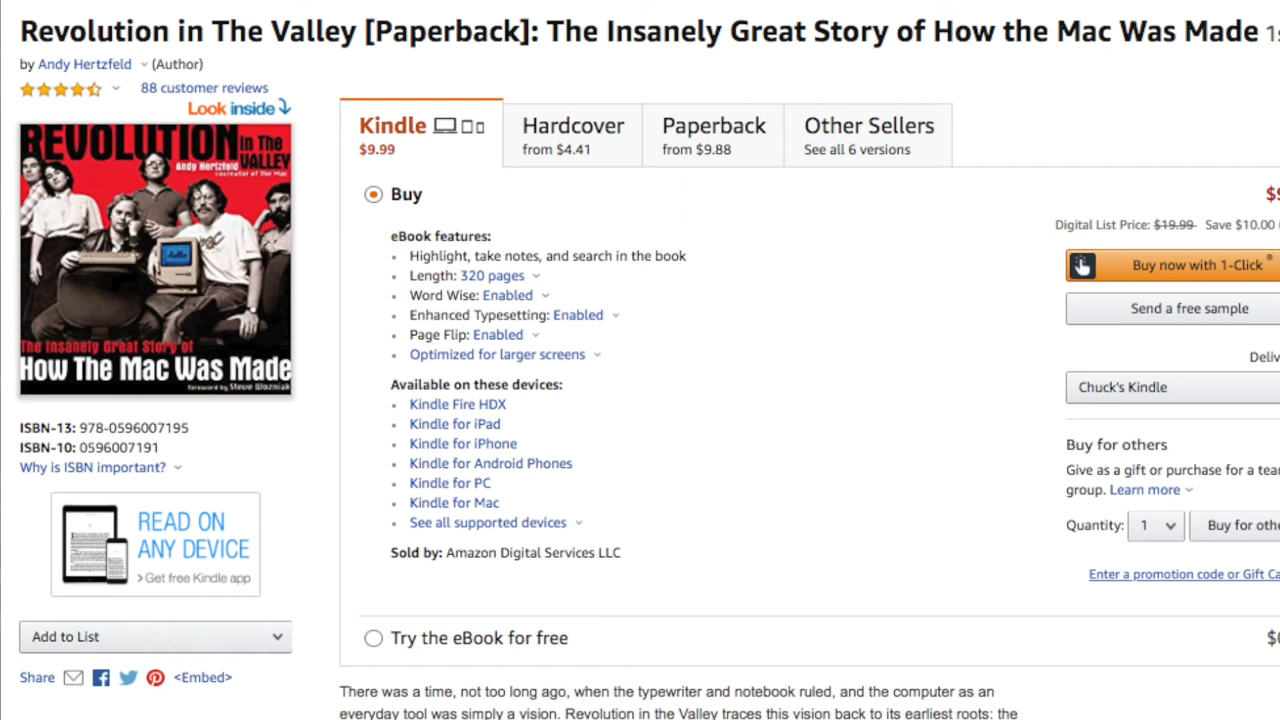 Revolution in The Valley [Paperback]: The Insanely Great Story of How the Mac Was Made
by Andy Hertzfeld (Author)
88 customer reviews
Look inside
REVOLUTION in The VALLEY
Andy Hertzfeld
cocreator of the Mac
hello
The Insanely Great Story of
How The Mac Was Made
foreword by Steve Wozniak
ISBN-13: 978-0596007195
ISBN-10: 0596007191
Why is ISBN important?
READ ON
ANY DEVICE
›Get free Kindle app
Add to List
Share <Embed>
Kindle
$9.99
Hardcover
from $4.41
Paperback
from $9.88
Other Sellers
See all 6 versions
Buy
eBook features:
• Highlight, take notes, and search in the book
• Length: 320 pages
• Word Wise: Enabled
• Enhanced Typesetting: Enabled
• Page Flip: Enabled
• Optimized for larger screens
Available on these devices:
• Kindle Fire HDX
• Kindle for iPad
• Kindle for iPhone
• Kindle for Android Phones
• Kindle for PC
• Kindle for Mac
• See all supported devices
Sold by: Amazon Digital Services LLC
Try the eBook for free
Digital List Price: $19.99 Save $10.00
Buy now with 1-Click®
Send a free sample
Chuck's Kindle
Buy for others
Give as a gift or purchase for a
group. Learn more
Quantity: 1 Buy for
Enter a promotion code or Gift
There was a time, not too long ago, when the typewriter and notebook ruled, and the computer as an
everyday tool was simply a vision. Revolution in the Valley traces this vision back to its earliest roots: the